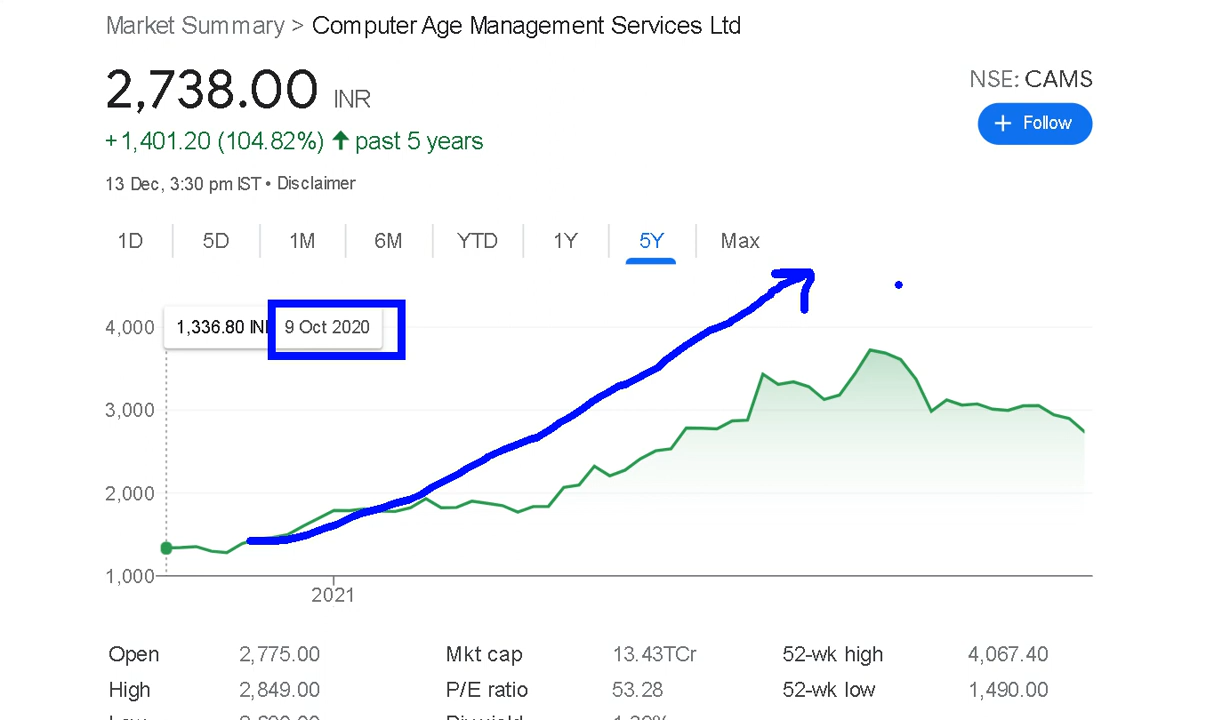 Market Summary > Computer Age Management Services Ltd
2,738.00 INR
NSE: CAMS
+1,401.20 (104.82%) ↑ past 5 years
+ Follow
13 Dec, 3:30 pm IST • Disclaimer
1D 5D 1M 6M YTD 1Y 5Y Max
4,000
1,336.80 9 Oct 2020
3,000
2,000
1,000
2021
Open 2,775.00 Mkt cap 13.43TCr 52-wk high 4,067.40
High 2,849.00 P/E ratio 53.28 52-wk low 1,490.00